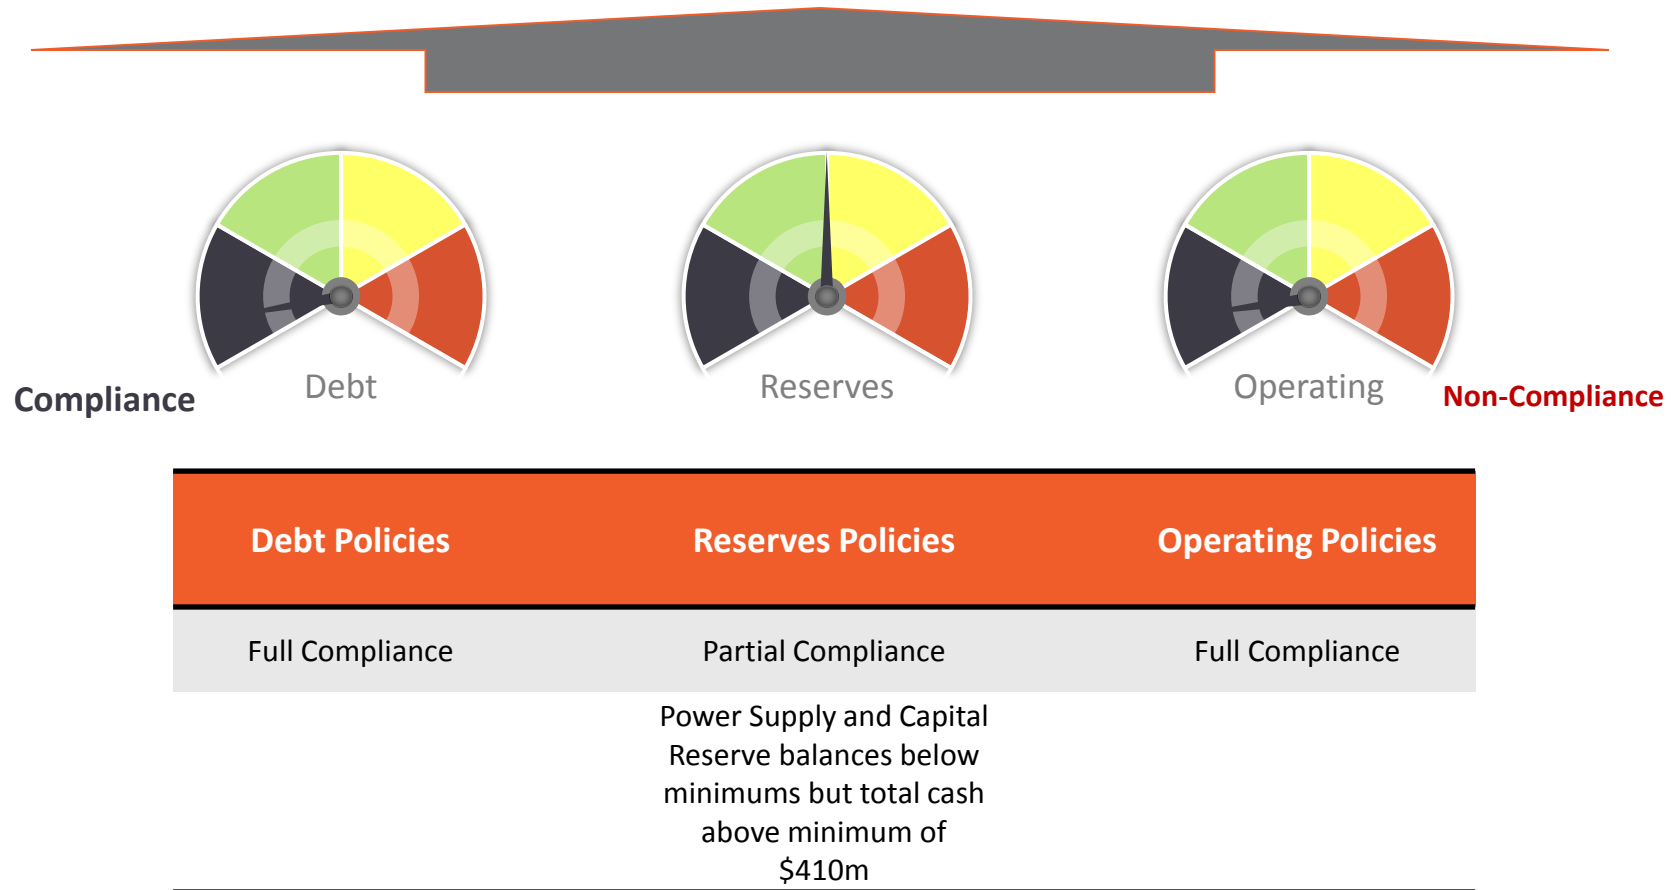 Debt
Reserves
Operating
Compliance
Non-Compliance
Debt Policies
Reserves Policies
Operating Policies
Full Compliance
Partial Compliance
Full Compliance
Power Supply and Capital
Reserve balances below
minimums but total cash
above minimum of
$410m